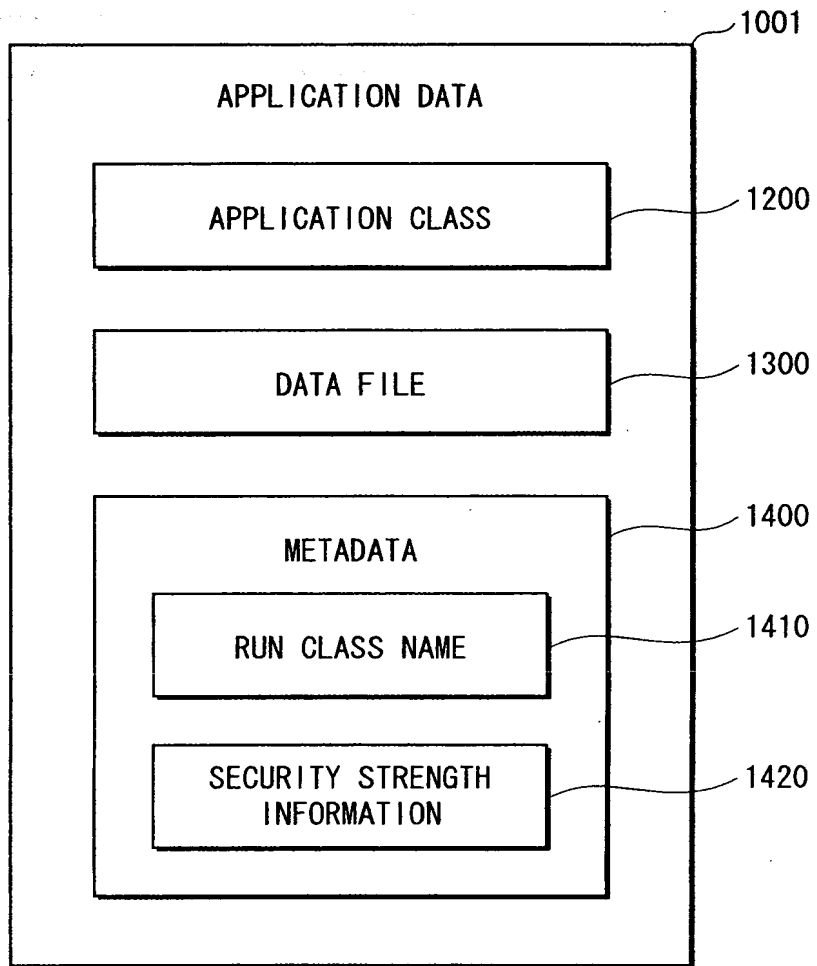 1001
APPLICATION DATA
APPLICATION CLASS
1200
DATA FILE
1300
1400
METADATA
RUN CLASS NAME
1410
SECURITY STRENGTH
INFORMATION
1420